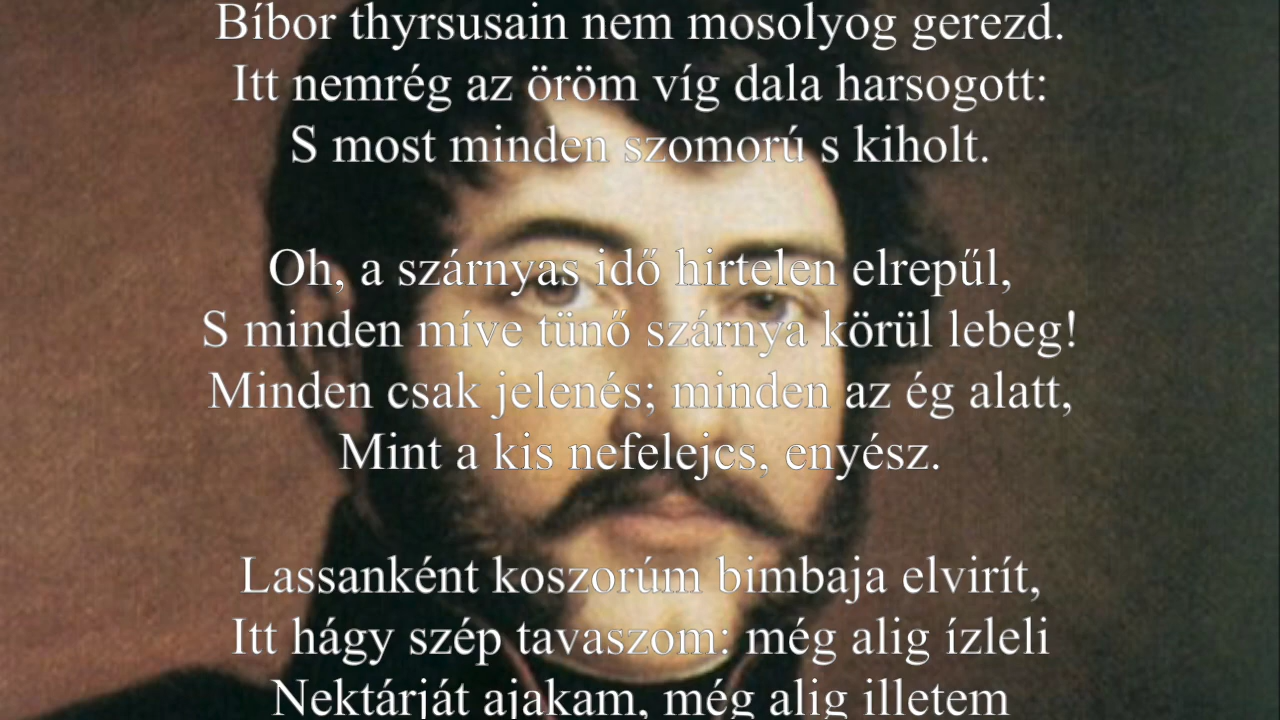 Bíbor thyrsusain nem mosolyog gerezd.
Itt nemrég az öröm víg dala harsogott:
S most minden szomorú s kiholt.
Oh, a szárnyas idő hirtelen elrepűl,
S minden míve tünő szárnya körül lebeg!
Minden csak jelenés; minden az ég alatt,
Mint a kis nefelejcs, enyész.
Lassanként koszorúm bimbaja elvirít,
Itt hágy szép tavaszom: még alig ízleli
Nektárját ajakam, még alig illetem